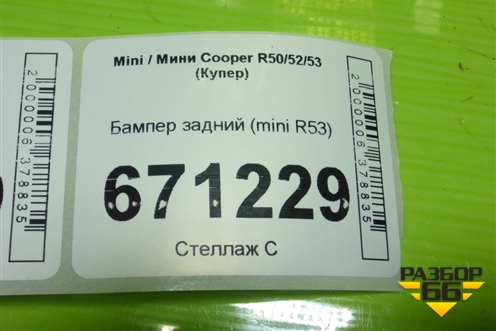 Mini / Мини Cooper R50/52/53
(Купер)
Бампер задний (mini R53)
671229
Стеллаж С
2000006378835
2000006378835
РАЗБОР
66